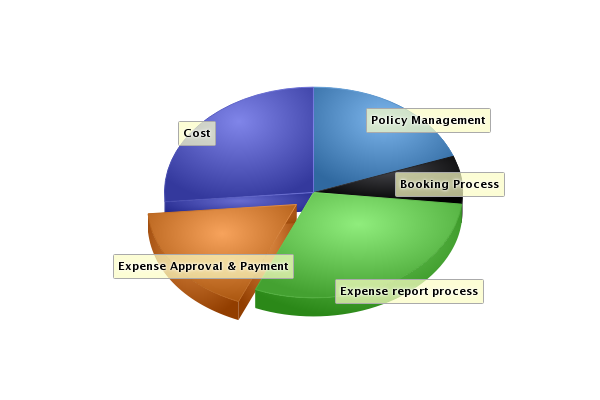 Policy Management
Cost
Booking Process
Expense Approval & Payment
Expense report process